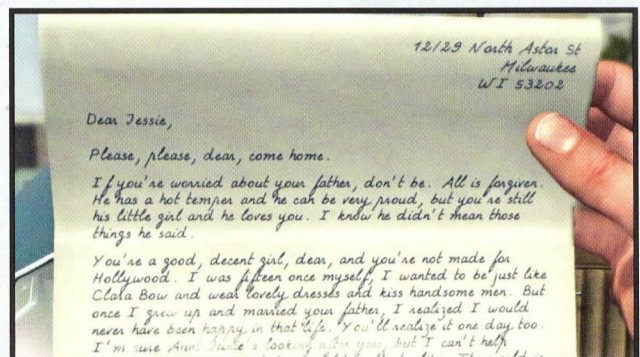 12/29 North Astor St
Milwaukee
WI 53202
Dear Jessie,
Please, please, dear, come home.
If you're worried about your father, don't be. All is forgiven.
He has a hot temper and he can be very proud, but you're still
his little girl and he loves you. I know he didn't mean those
things he said.
You're a good, decent girl, dear, and you're not made for
Hollywood. I was fifteen once myself, I wanted to be just like
Clara Bow and wear lovely dresses and kiss handsome men. But
once I grew up and married your father, I realized I would
never have been happy in that life. You'll realize it one day too.
I'm sure Aunt looking after you, but I can't help